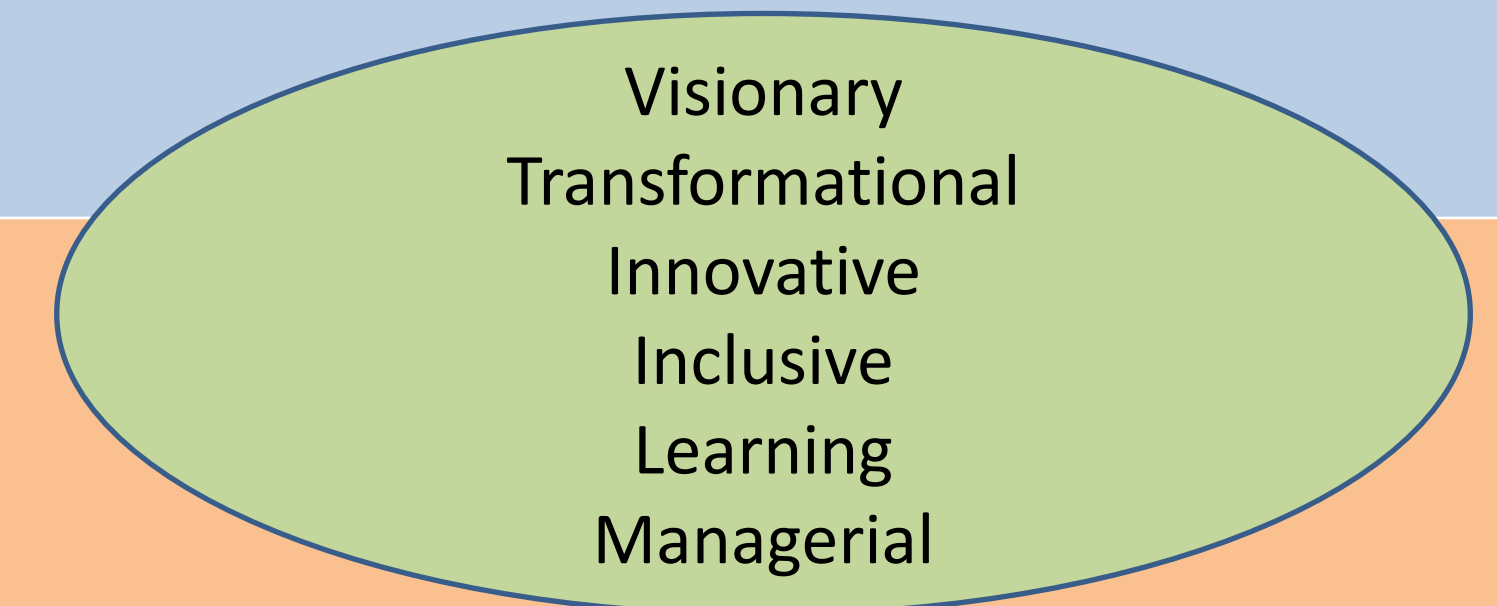 Visionary
Transformational
Innovative
Inclusive
Learning
Managerial